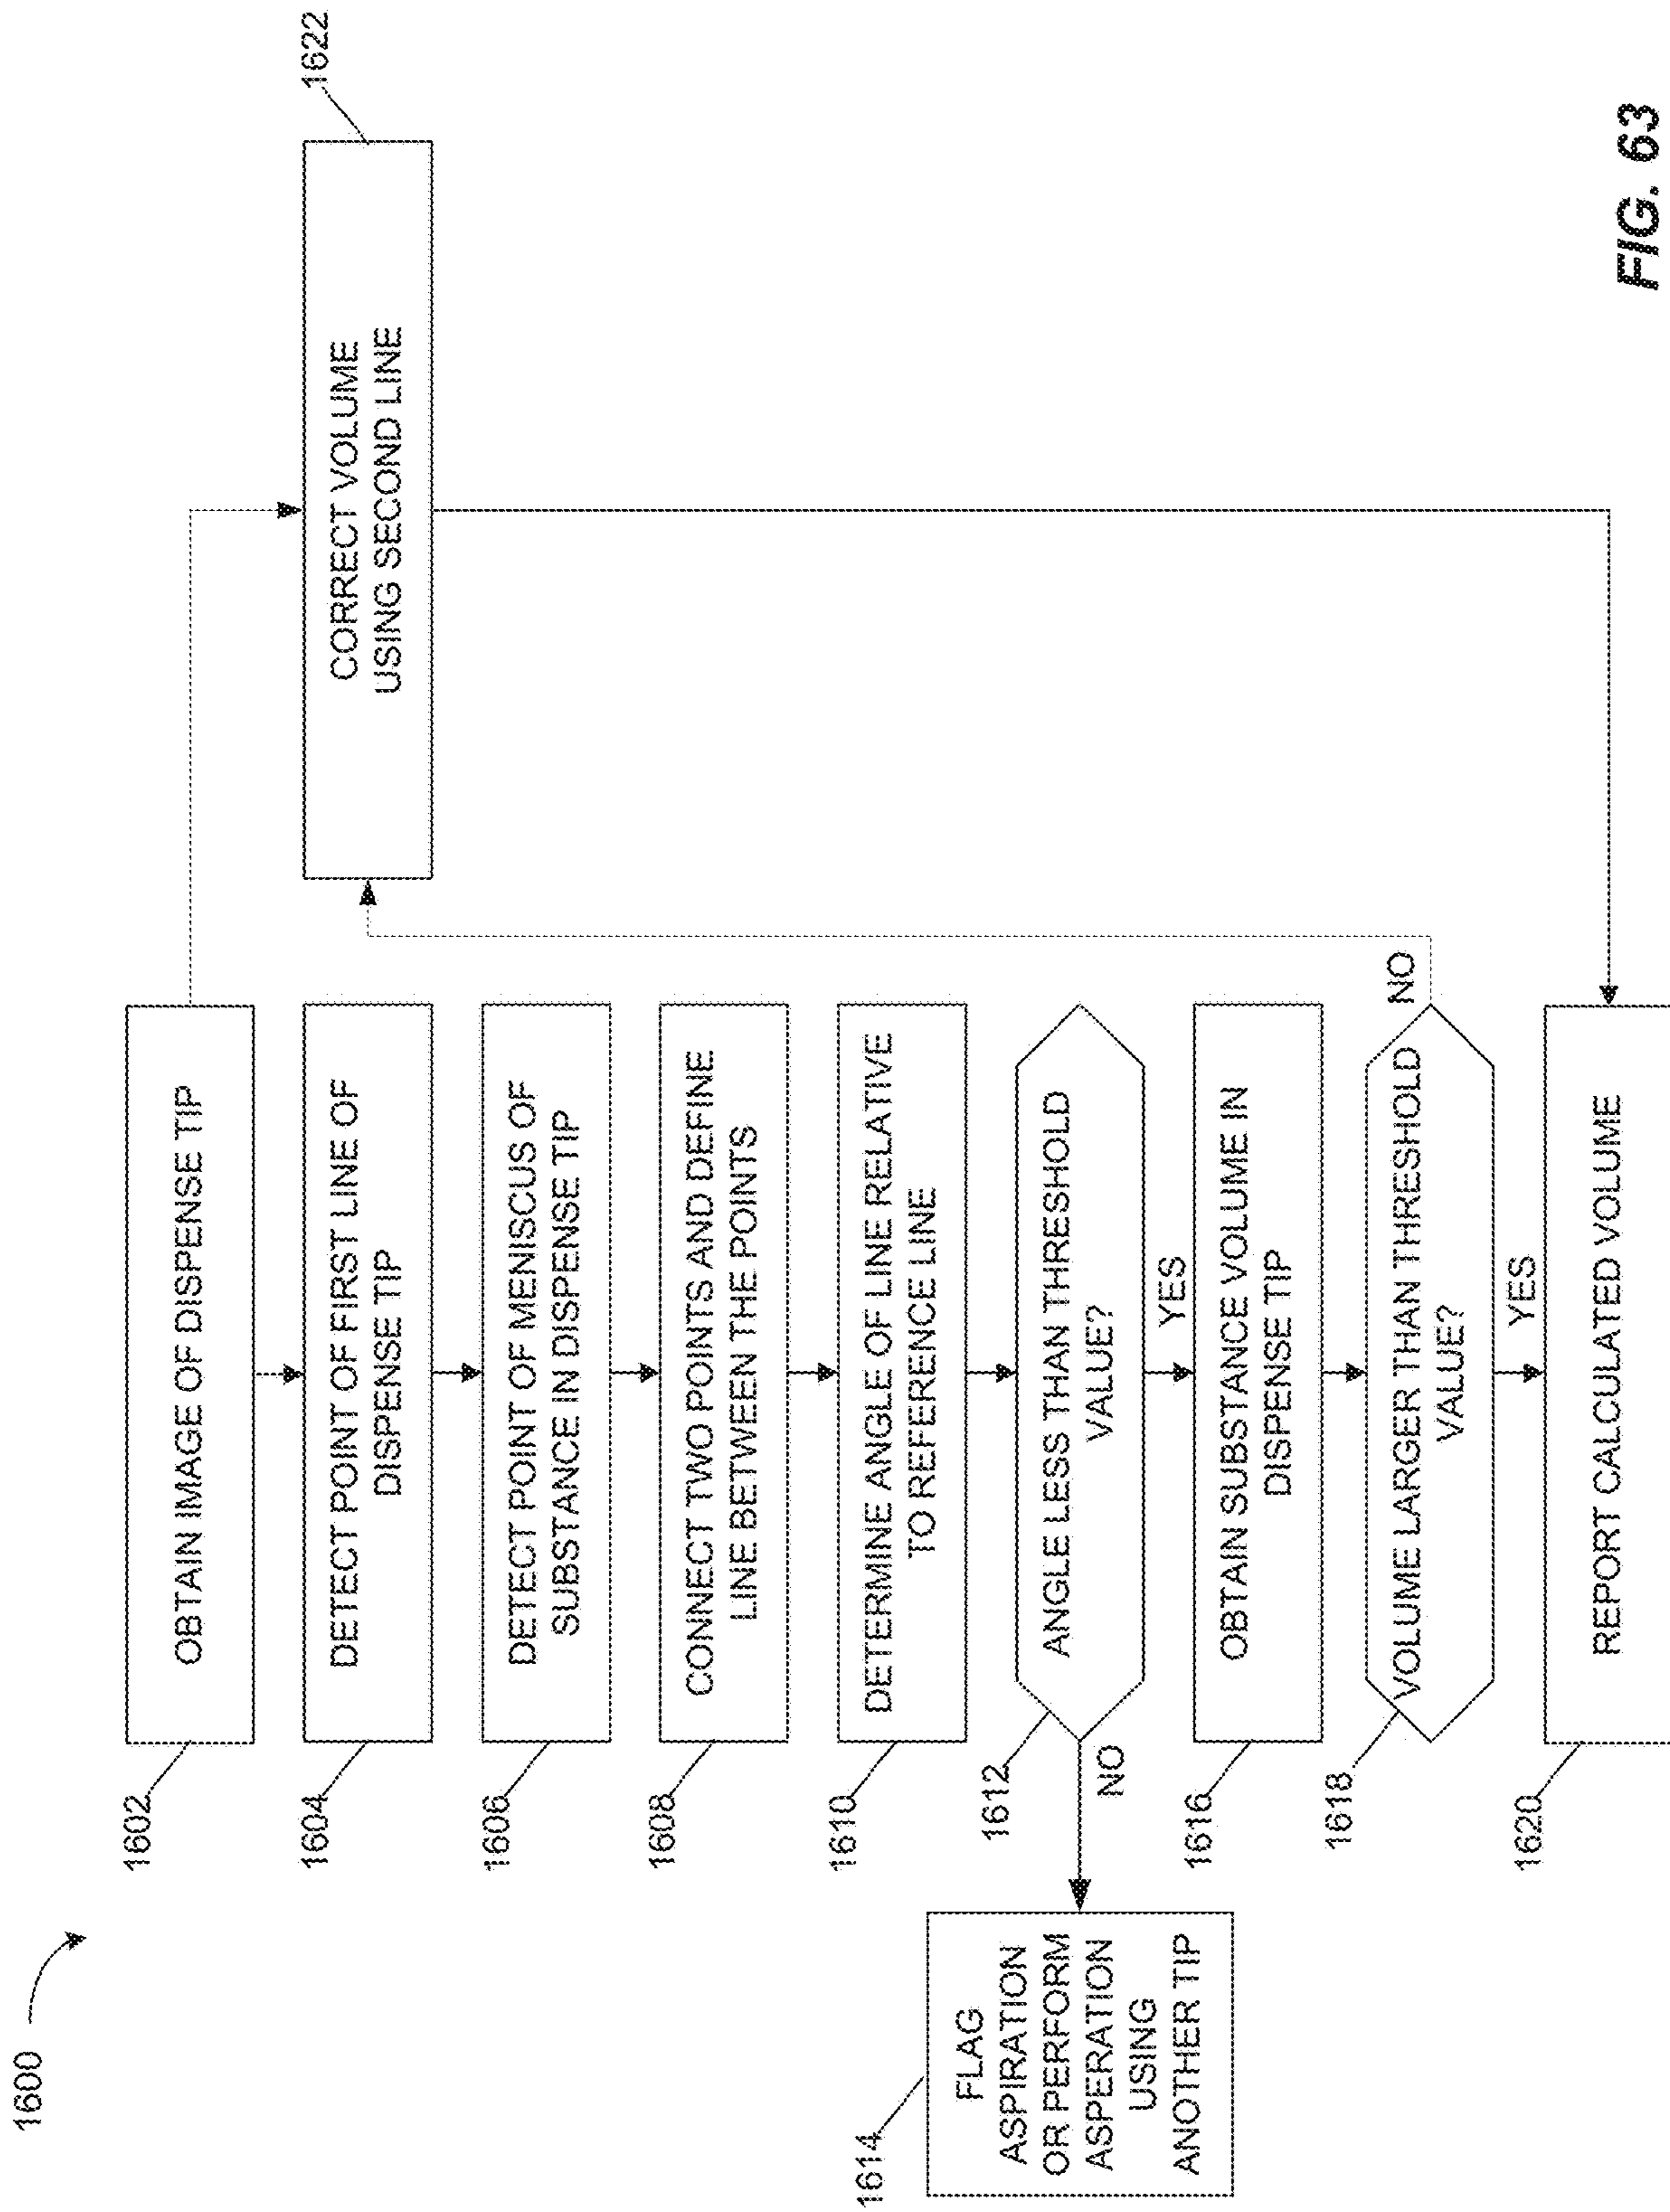 1600
1602
OBTAIN IMAGE OF DISPENSE TIP
1604
DETECT POINT OF FIRST LINE OF
DISPENSE TIP
1606
DETECT POINT OF MENISCUS OF
SUBSTANCE IN DISPENSE TIP
1608
CONNECT TWO POINTS AND DEFINE
LINE BETWEEN THE POINTS
1610
DETERMINE ANGLE OF LINE RELATIVE
TO REFERENCE LINE
1612
ANGLE LESS THAN THRESHOLD
VALUE?
NO
YES
1614
FLAG
ASPIRATION
OR PERFORM
ASPERATION
USING
ANOTHER TIP
1616
OBTAIN SUBSTANCE VOLUME IN
DISPENSE TIP
1618
VOLUME LARGER THAN THRESHOLD
VALUE?
NO
YES
1620
REPORT CALCULATED VOLUME
1622
CORRECT VOLUME
USING SECOND LINE
FIG. 63